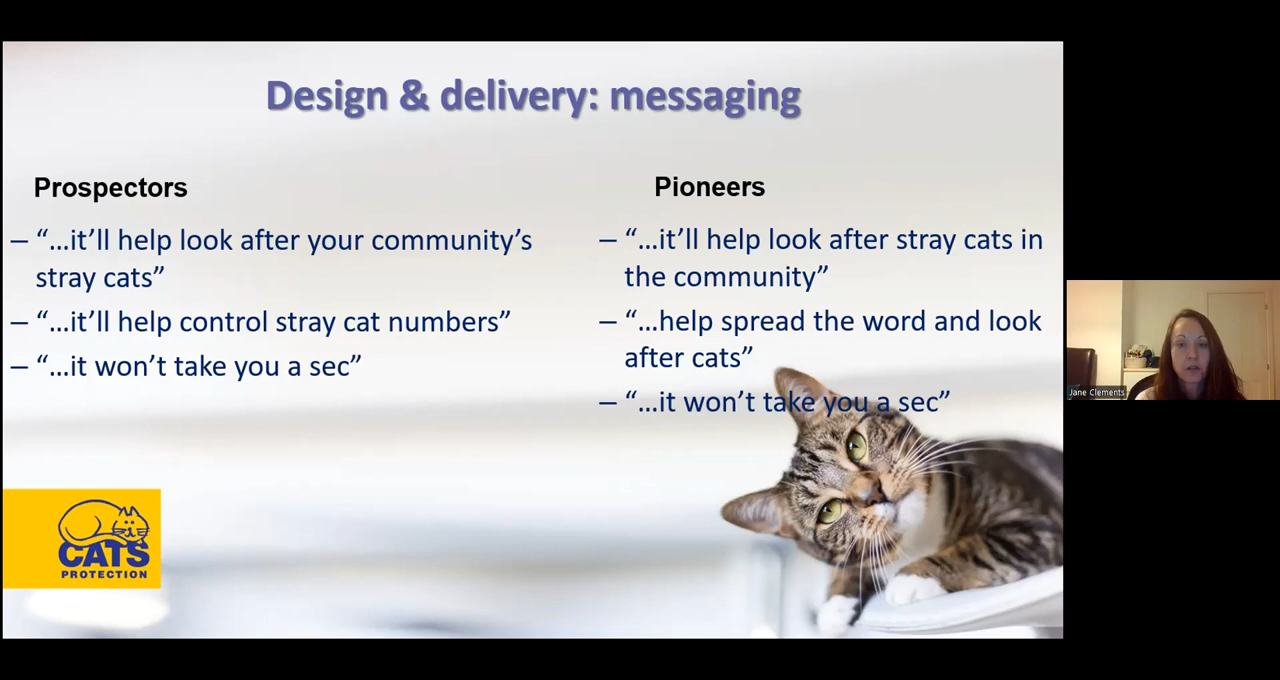 Design & delivery: messaging
Prospectors
– “…it’ll help look after your community’s
stray cats”
– “…it’ll help control stray cat numbers”
– “…it won’t take you a sec”
Pioneers
– “…it’ll help look after stray cats in
the community”
– “…help spread the word and look
after cats”
– “…it won’t take you a sec”
CATS
PROTECTION
Jane Clements